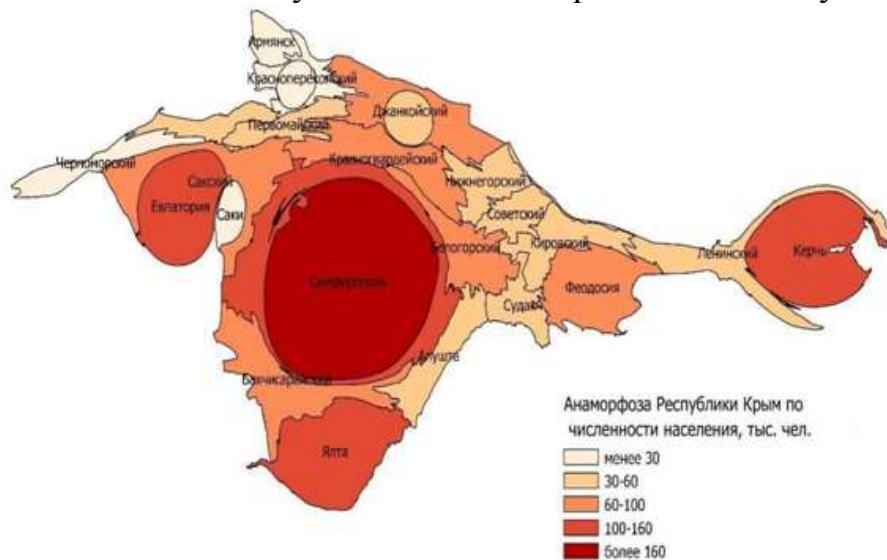 Армянск
Красноперекопский
Джанкойский
Первомайский
Черноморский
Красногвардейский
Сакский
Нижнегорский
Евпатория
Саки
Советский
Белогорский
Кировский
Ленинский
Керчь
Симферополь
Феодосия
Судак
Алушта
Бахчисарайский
Ялта
Анаморфоза Республики Крым по
численности населения, тыс. чел.
менее 30
30-60
60-100
100-160
более 160